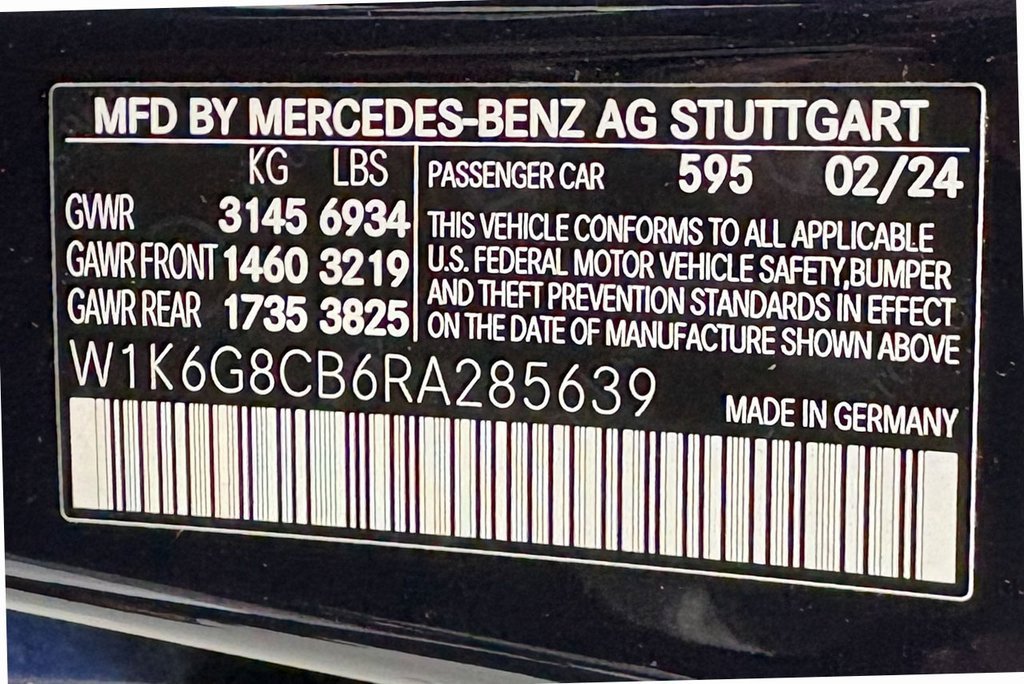 MFD BY MERCEDES-BENZ AG STUTTGART
KG LBS
GVWR 3145 6934
GAWR FRONT 1460 3219
GAWR REAR 1735 3825
PASSENGER CAR 595 02/24
THIS VEHICLE CONFORMS TO ALL APPLICABLE
U.S. FEDERAL MOTOR VEHICLE SAFETY,BUMPER
AND THEFT PREVENTION STANDARDS IN EFFECT
ON THE DATE OF MANUFACTURE SHOWN ABOVE
W1K6G8CB6RA285639
MADE IN GERMANY